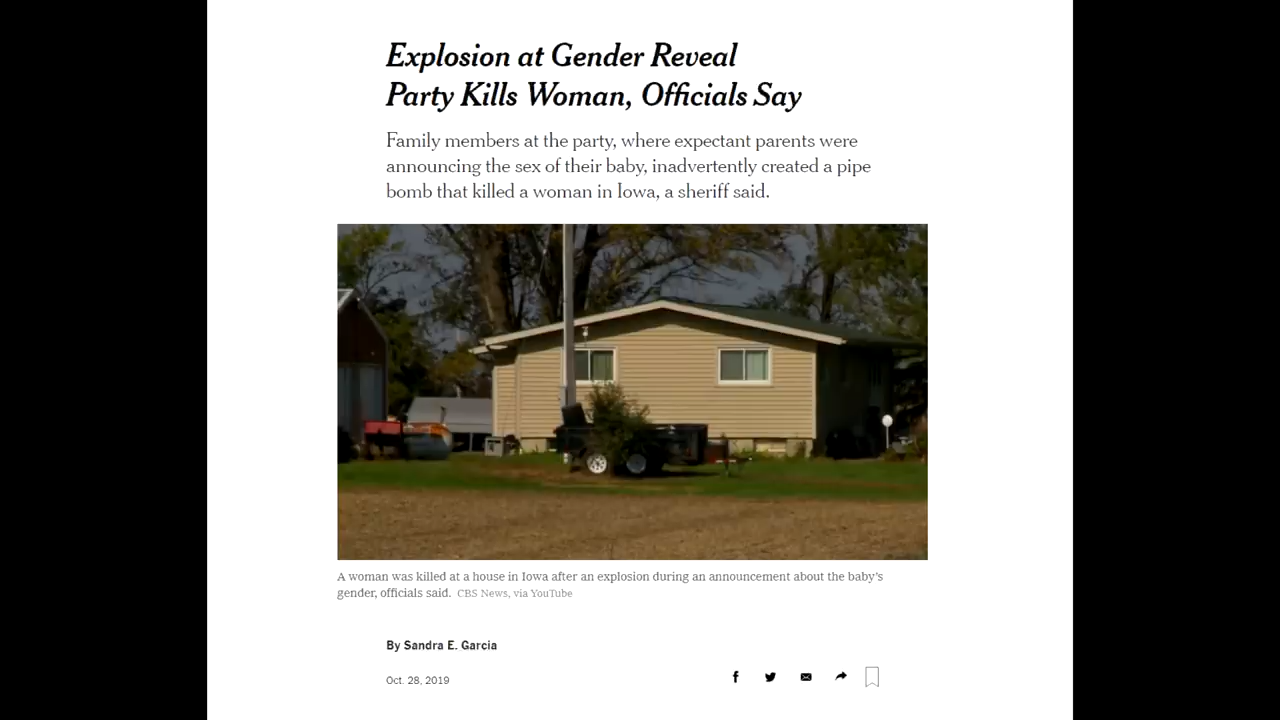 Explosion at Gender Reveal
Party Kills Woman, Officials Say
Family members at the party, where expectant parents were
announcing the sex of their baby, inadvertently created a pipe
bomb that killed a woman in Iowa, a sheriff said.
A woman was killed at a house in Iowa after an explosion during an announcement about the baby's
gender, officials said. CBS News, via YouTube
By Sandra E. Garcia
Oct. 28, 2019